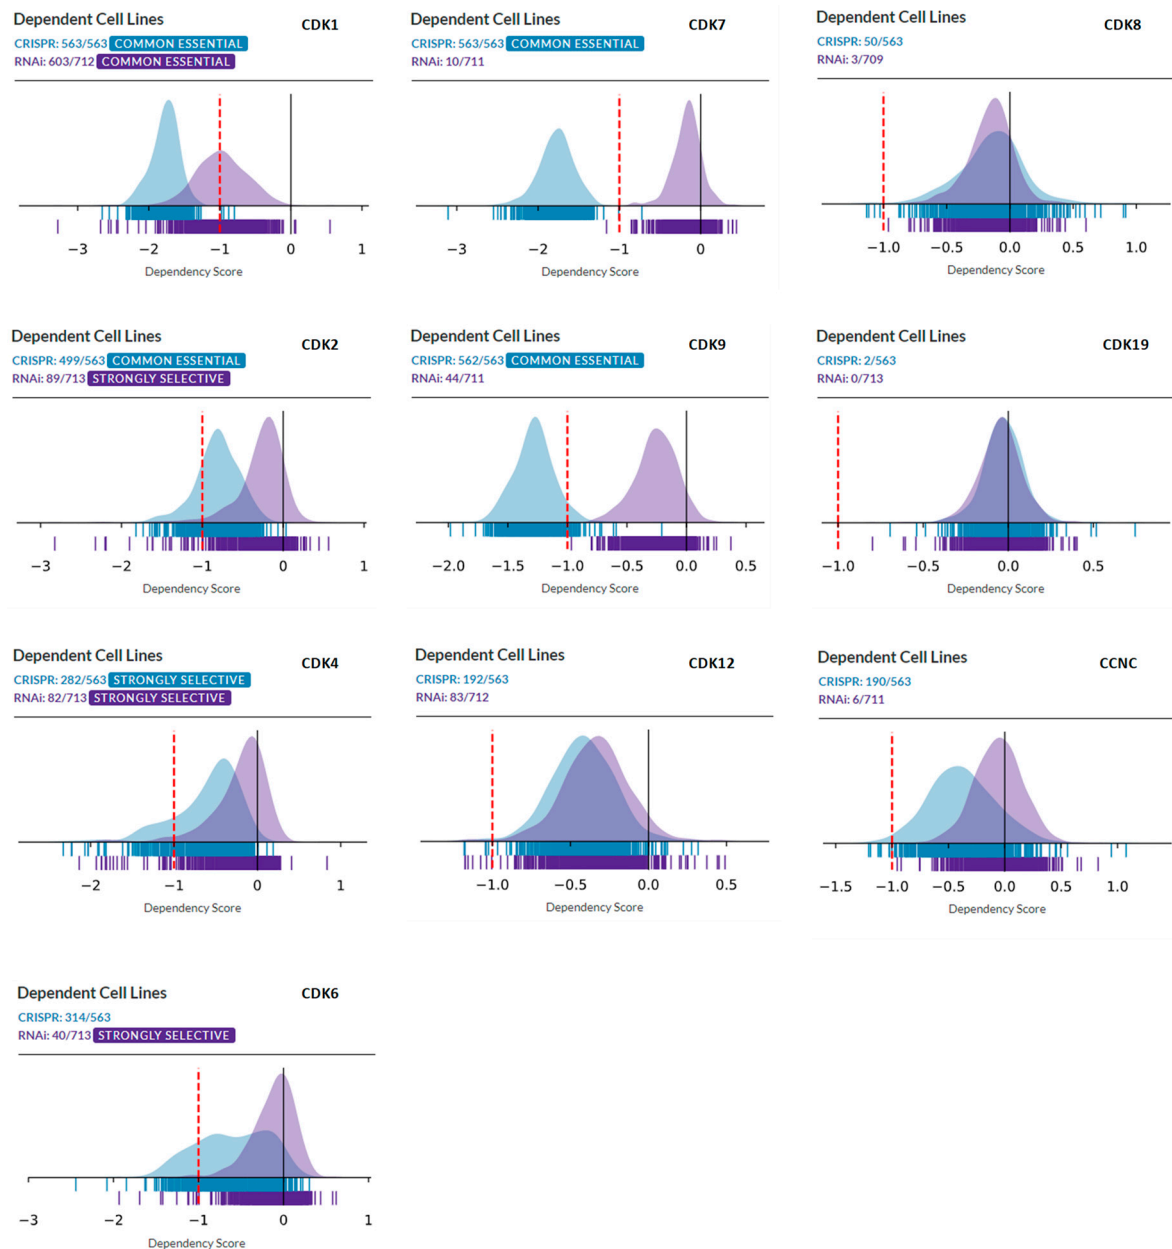 Dependent Cell Lines CDK1
CRISPR: 563/563 COMMON ESSENTIAL
RNAi: 603/712 COMMON ESSENTIAL
−3 −2 −1 0 1
Dependency Score
Dependent Cell Lines CDK7
CRISPR: 563/563 COMMON ESSENTIAL
RNAi: 10/711
−3 −2 −1 0
Dependency Score
Dependent Cell Lines CDK8
CRISPR: 50/563
RNAi: 3/709
−1.0 −0.5 0.0 0.5 1.0
Dependency Score
Dependent Cell Lines CDK2
CRISPR: 499/563 COMMON ESSENTIAL
RNAi: 89/713 STRONGLY SELECTIVE
−3 −2 −1 0 1
Dependency Score
Dependent Cell Lines CDK9
CRISPR: 562/563 COMMON ESSENTIAL
RNAi: 44/711
−2.0 −1.5 −1.0 −0.5 0.0 0.5
Dependency Score
Dependent Cell Lines CDK19
CRISPR: 2/563
RNAi: 0/713
−1.0 −0.5 0.0 0.5
Dependency Score
Dependent Cell Lines CDK4
CRISPR: 282/563 STRONGLY SELECTIVE
RNAi: 82/713 STRONGLY SELECTIVE
−2 −1 0 1
Dependency Score
Dependent Cell Lines CDK12
CRISPR: 192/563
RNAi: 83/712
−1.0 −0.5 0.0 0.5
Dependency Score
Dependent Cell Lines CCNC
CRISPR: 190/563
RNAi: 6/711
−1.5 −1.0 −0.5 0.0 0.5 1.0
Dependency Score
Dependent Cell Lines CDK6
CRISPR: 314/563
RNAi: 40/713 STRONGLY SELECTIVE
−3 −2 −1 0 1
Dependency Score